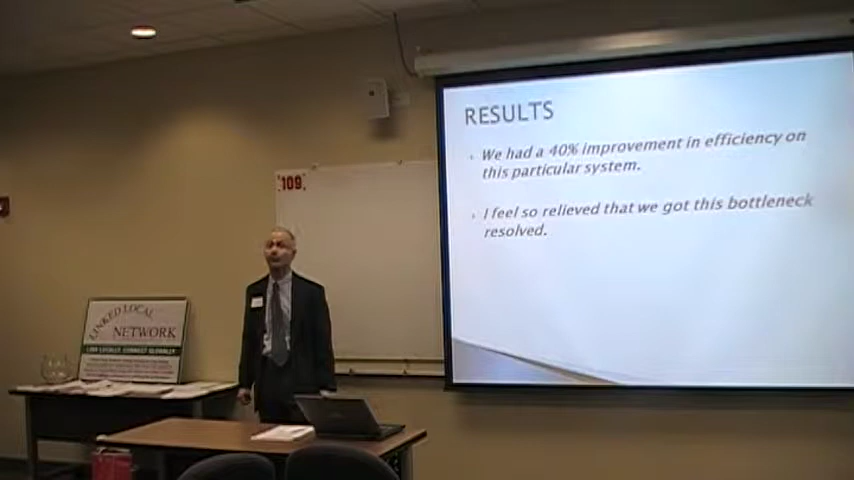 RESULTS
We had a 40% improvement in efficiency on
this particular system.
I feel so relieved that we got this bottleneck
resolved.
109
LINKED LOCAL
NETWORK
LINK LOCALLY, CONNECT GLOBALLY